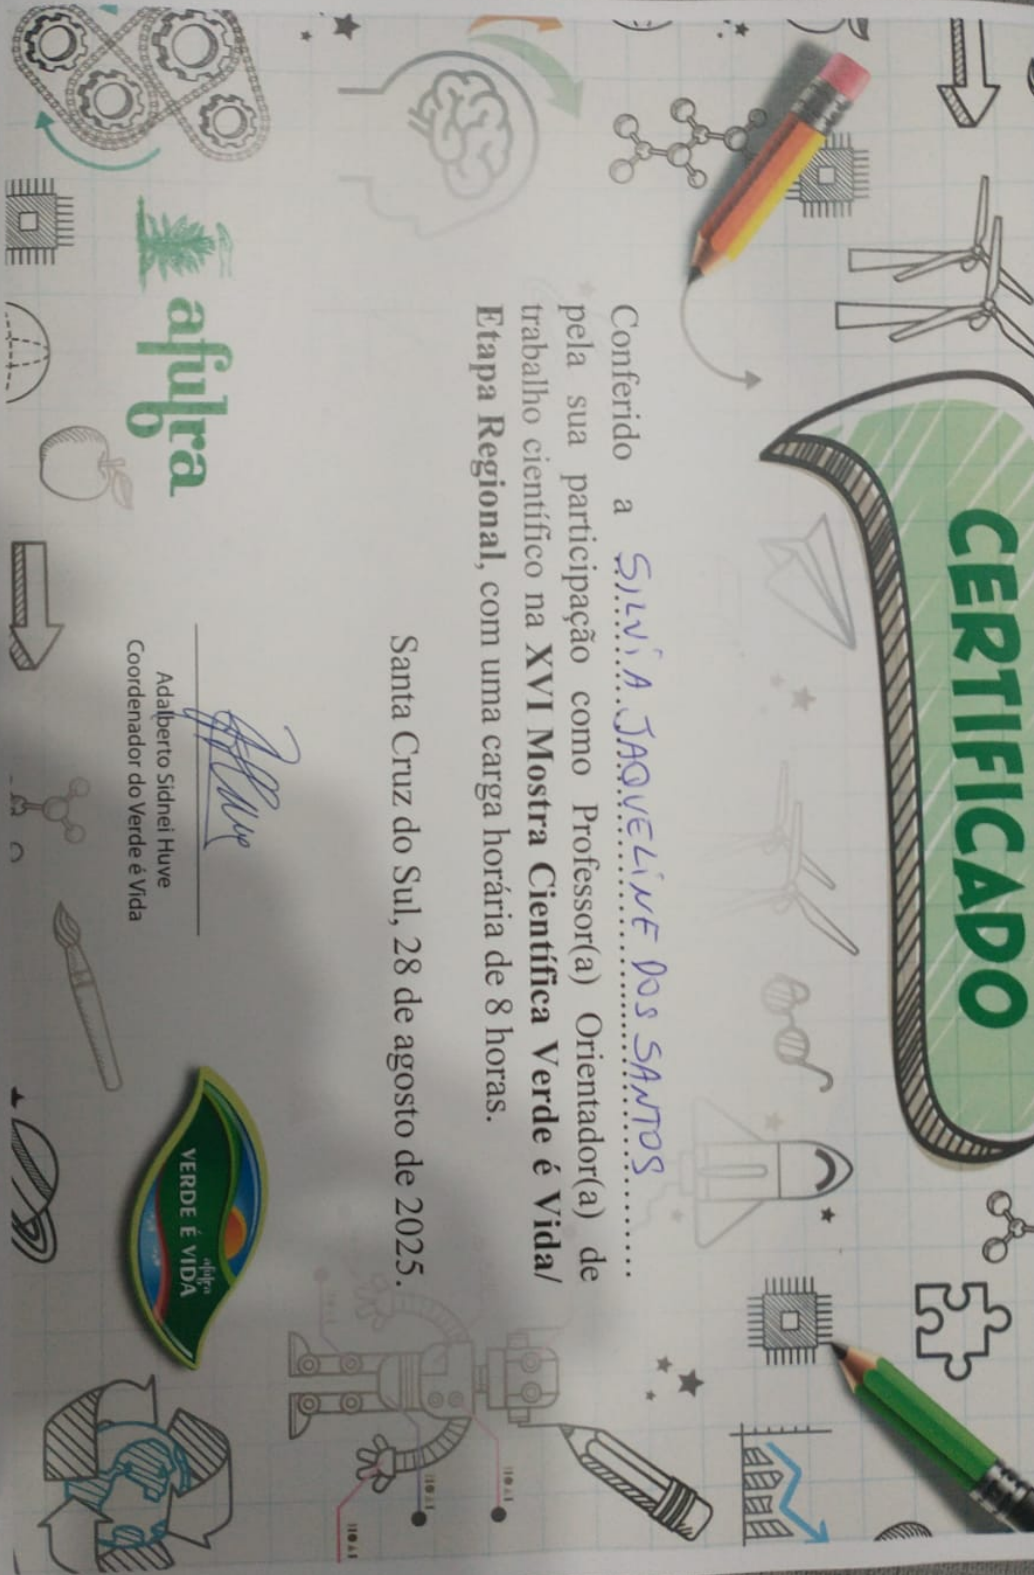 CERTIFICADO
Conferido a SILVIA JAQUELINE DOS SANTOS
pela sua participação como Professor(a) Orientador(a) de
trabalho científico na XVI Mostra Científica Verde é Vida/
Etapa Regional, com uma carga horária de 8 horas.
Santa Cruz do Sul, 28 de agosto de 2025.
afubra
Adalberto Sidnei Huve
Coordenador do Verde é Vida
afubra
VERDE É VIDA